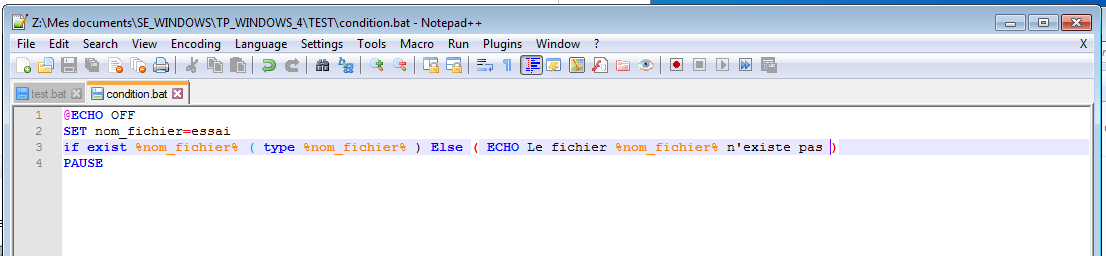 Z:\Mes documents\SE_WINDOWS\TP_WINDOWS_4\TEST\condition.bat - Notepad++
File Edit Search View Encoding Language Settings Tools Macro Run Plugins Window ? X
test.bat condition.bat
1 @ECHO OFF
2 SET nom_fichier=essai
3 if exist %nom_fichier% ( type %nom_fichier% ) Else ( ECHO Le fichier %nom_fichier% n'existe pas )
4 PAUSE